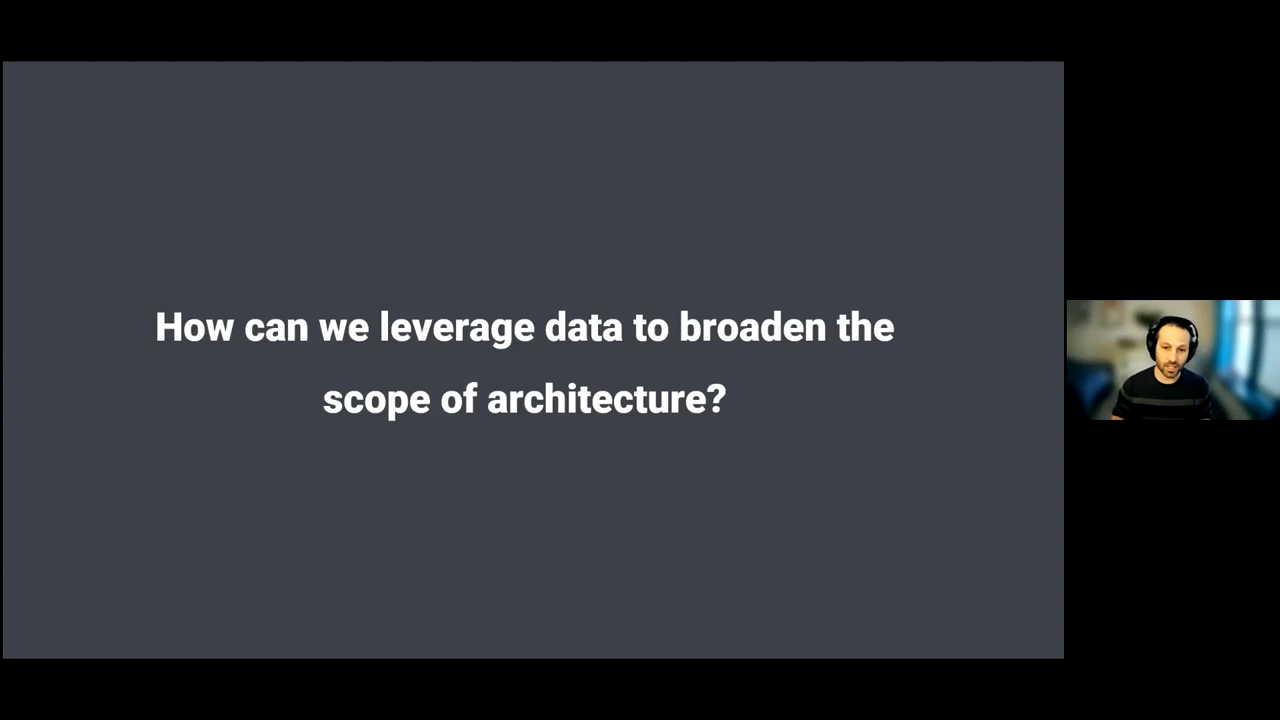 How can we leverage data to broaden the
scope of architecture?